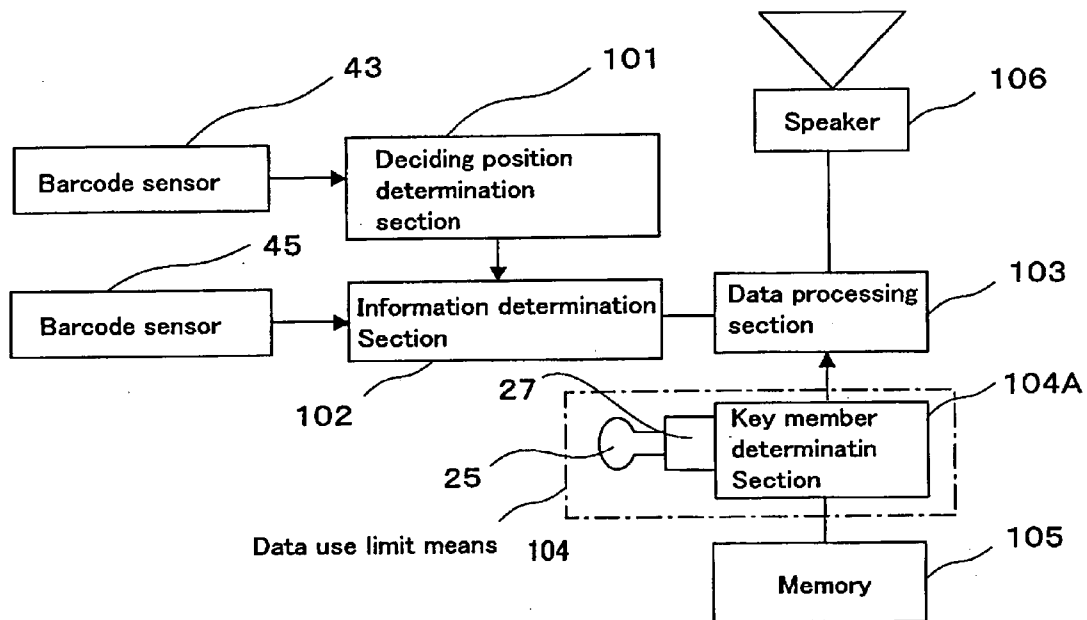 43
101
106
Speaker
Barcode sensor
Deciding position
determination
section
45
103
Barcode sensor
Information determination
Section
Data processing
section
102
27
104A
Key member
determinatin
Section
25
Data use limit means 104
105
Memory